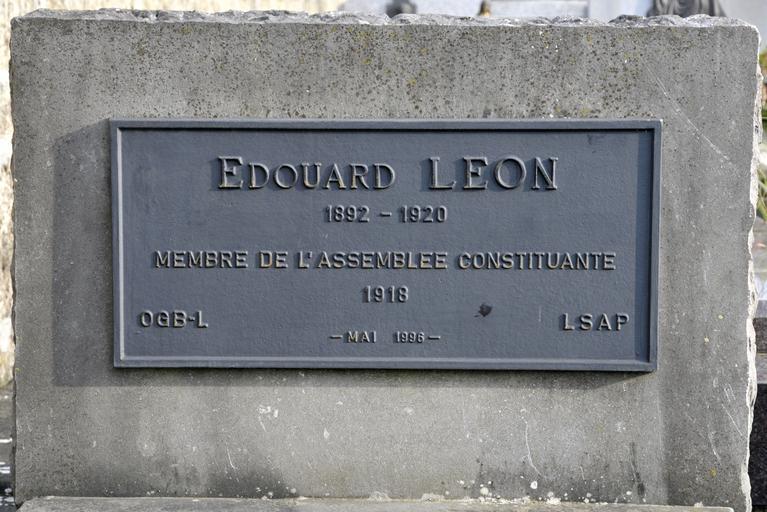 EDOUARD LEON
1892 – 1920
MEMBRE DE L'ASSEMBLEE CONSTITUANTE
1918
OGB-L LSAP
– MAI 1996 –